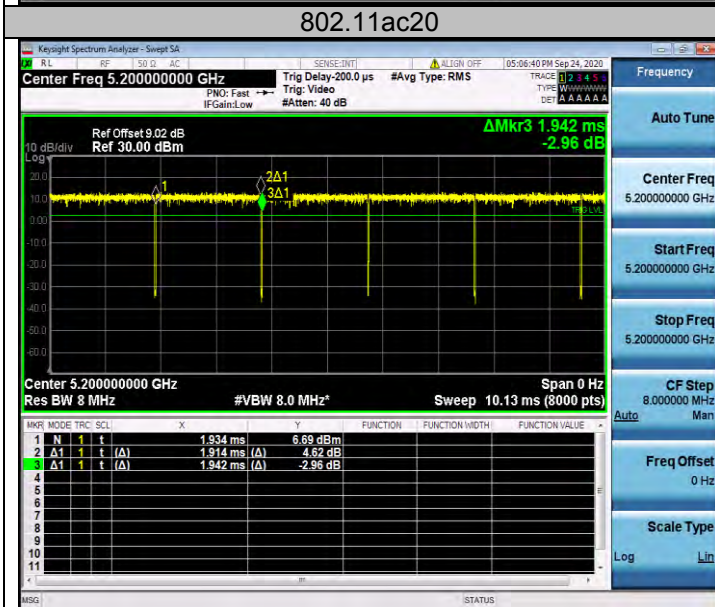 802.11ac20
Keysight Spectrum Analyzer - Swept SA
RL RF 50 Ω AC SENSE:INT ALIGN OFF 05:06:40 PM Sep 24, 2020
Center Freq 5.200000000 GHz Trig Delay-200.0 µs #Avg Type: RMS TRACE 1 2 3 4 5 6
PNO: Fast Trig: Video TYPE W
IFGain:Low #Atten: 40 dB DET A A A A A A
Frequency
Auto Tune
Center Freq
5.200000000 GHz
Start Freq
5.200000000 GHz
Stop Freq
5.200000000 GHz
CF Step
8.000000 MHz
Auto Man
Freq Offset
0 Hz
Scale Type
Log Lin
ΔMkr3 1.942 ms
-2.96 dB
Ref Offset 9.02 dB
10 dB/div Ref 30.00 dBm
Log
20.0
10.0
0.00
-10.0
-20.0
-30.0
-40.0
-50.0
-60.0
1
2Δ1
3Δ1
TRIG LVL
Center 5.200000000 GHz Span 0 Hz
Res BW 8 MHz #VBW 8.0 MHz* Sweep 10.13 ms (8000 pts)
MKR MODE TRC SCL X Y FUNCTION FUNCTION WIDTH FUNCTION VALUE
1 N 1 t 1.934 ms 6.69 dBm
2 Δ1 1 t (Δ) 1.914 ms (Δ) 4.62 dB
3 Δ1 1 t (Δ) 1.942 ms (Δ) -2.96 dB
4
5
6
7
8
9
10
11
MSG STATUS